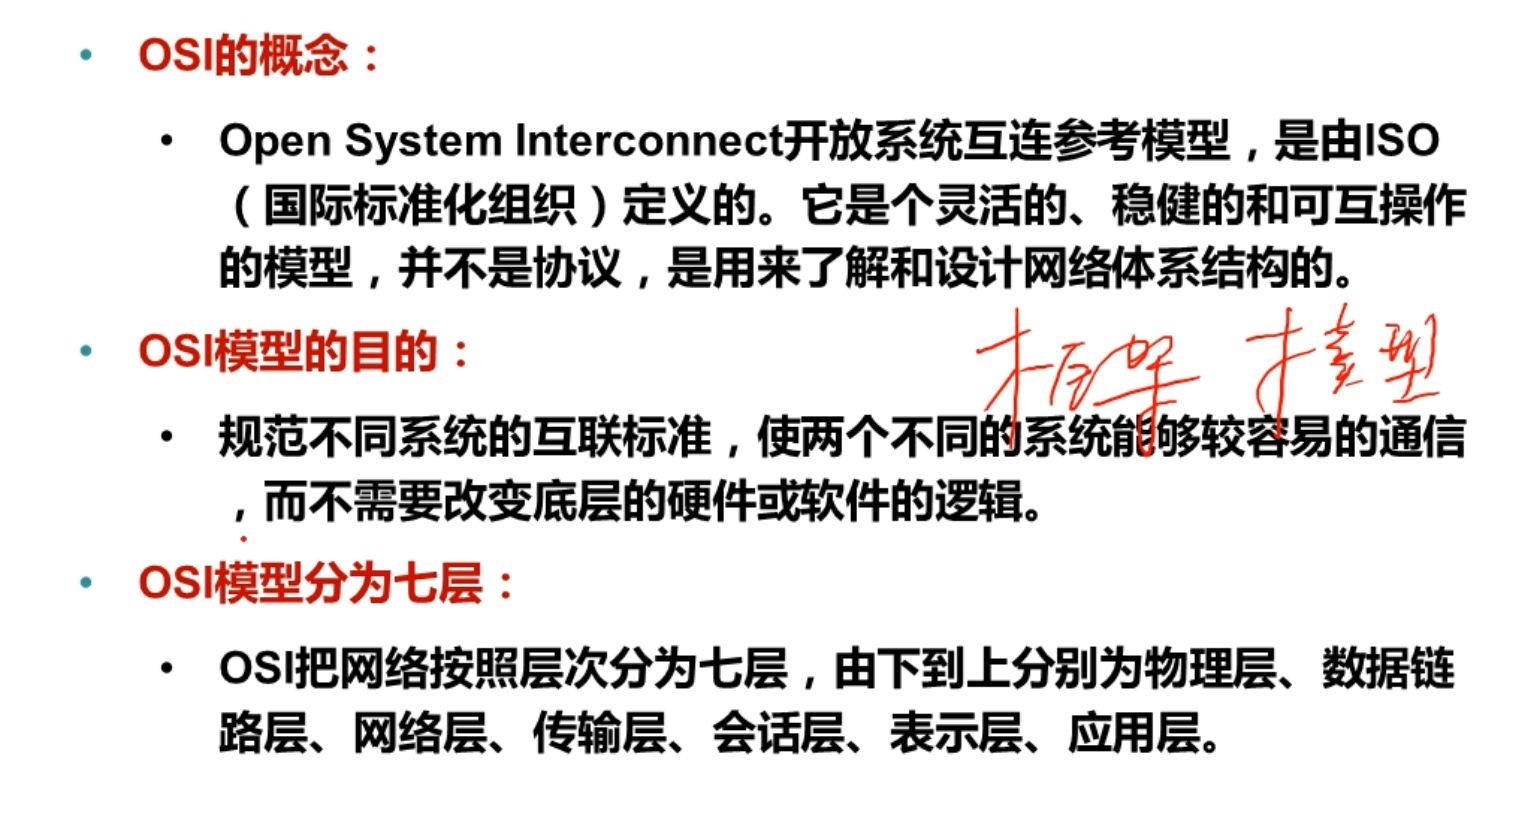 OSI的概念：
Open System Interconnect开放系统互连参考模型，是由ISO
（国际标准化组织）定义的。它是个灵活的、稳健的和可互操作
的模型，并不是协议，是用来了解和设计网络体系结构的。
框架 模型
OSI模型的目的：
规范不同系统的互联标准，使两个不同的系统能够较容易的通信
，而不需要改变底层的硬件或软件的逻辑。
OSI模型分为七层：
OSI把网络按照层次分为七层，由下到上分别为物理层、数据链
路层、网络层、传输层、会话层、表示层、应用层。